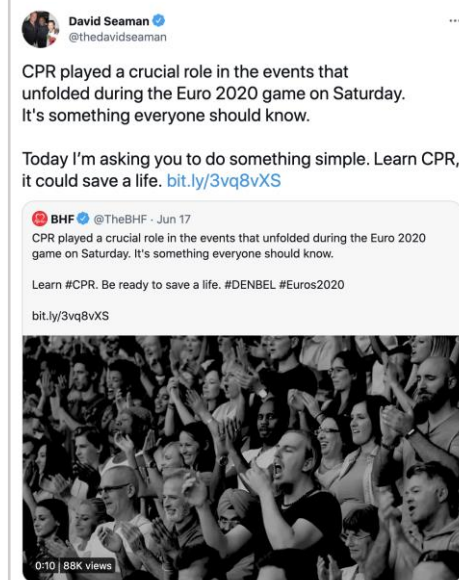 David Seaman
@thedavidseaman
CPR played a crucial role in the events that
unfolded during the Euro 2020 game on Saturday.
It's something everyone should know.
Today I'm asking you to do something simple. Learn CPR,
it could save a life. bit.ly/3vq8vXS
BHF @TheBHF · Jun 17
CPR played a crucial role in the events that unfolded during the Euro 2020
game on Saturday. It's something everyone should know.
Learn #CPR. Be ready to save a life. #DENBEL #Euros2020
bit.ly/3vq8vXS
0:10 | 88K views